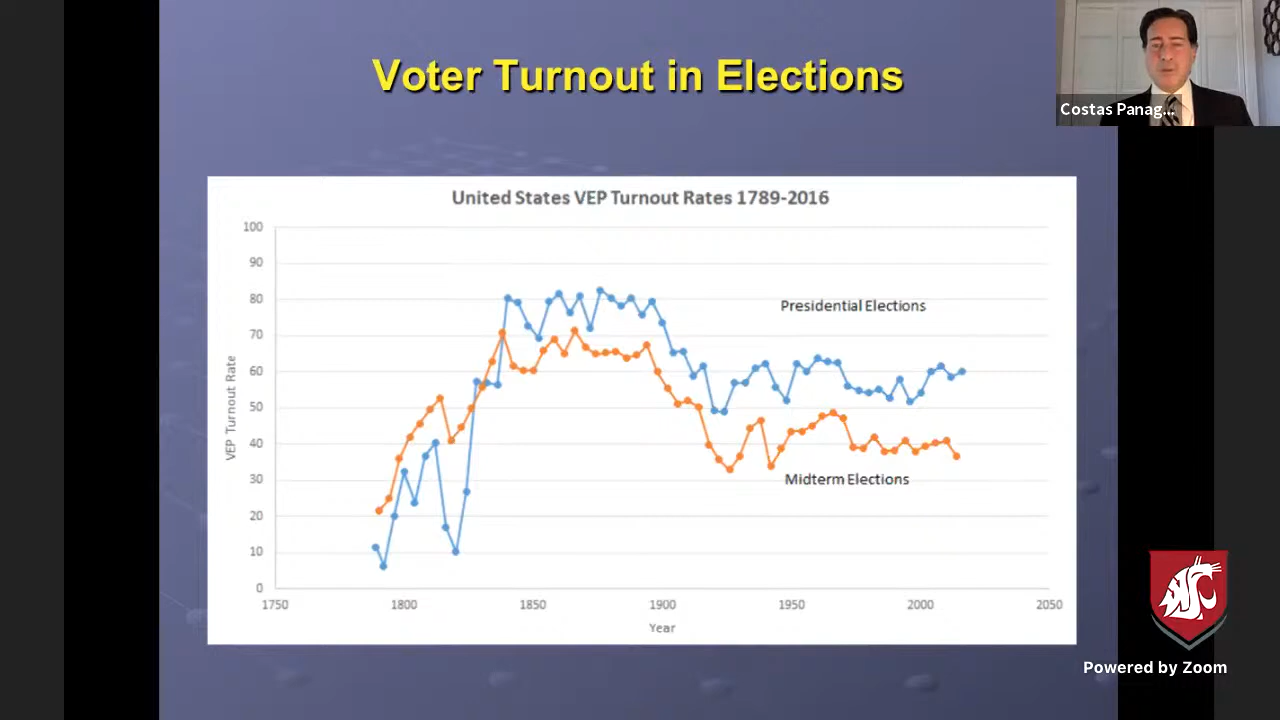 Voter Turnout in Elections
Costas Panag...
United States VEP Turnout Rates 1789-2016
100
90
80
70
60
50
40
30
20
10
0
VEP Turnout Rate
Presidential Elections
Midterm Elections
1750 1800 1850 1900 1950 2000 2050
Year
Powered by Zoom